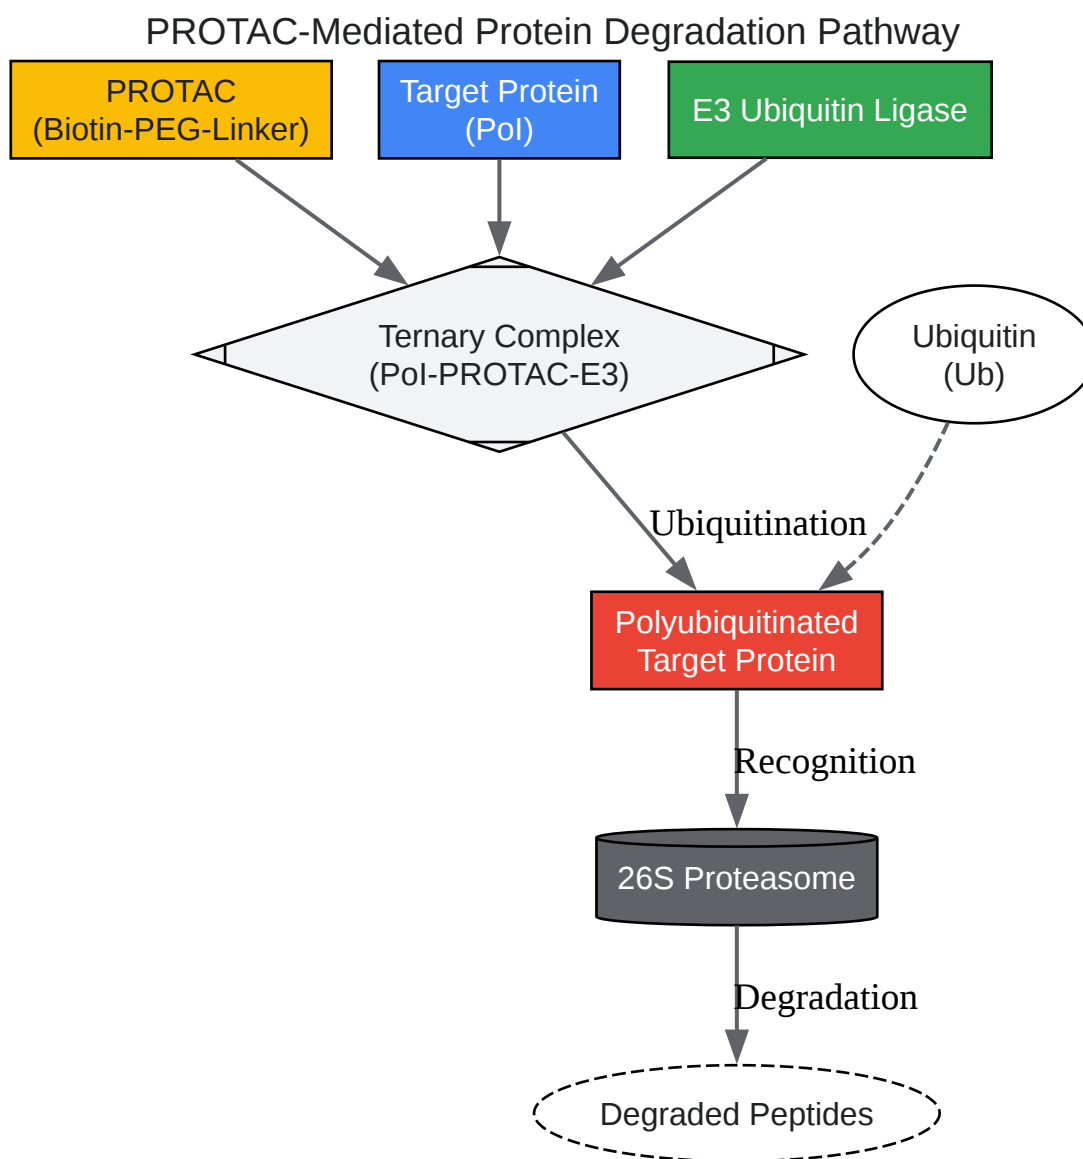 PROTAC-Mediated Protein Degradation Pathway
PROTAC
(Biotin-PEG-Linker)
Target Protein
(PoI)
E3 Ubiquitin Ligase
Ternary Complex
(PoI-PROTAC-E3)
Ubiquitin
(Ub)
Ubiquitination
Polyubiquitinated
Target Protein
Recognition
26S Proteasome
Degradation
Degraded Peptides